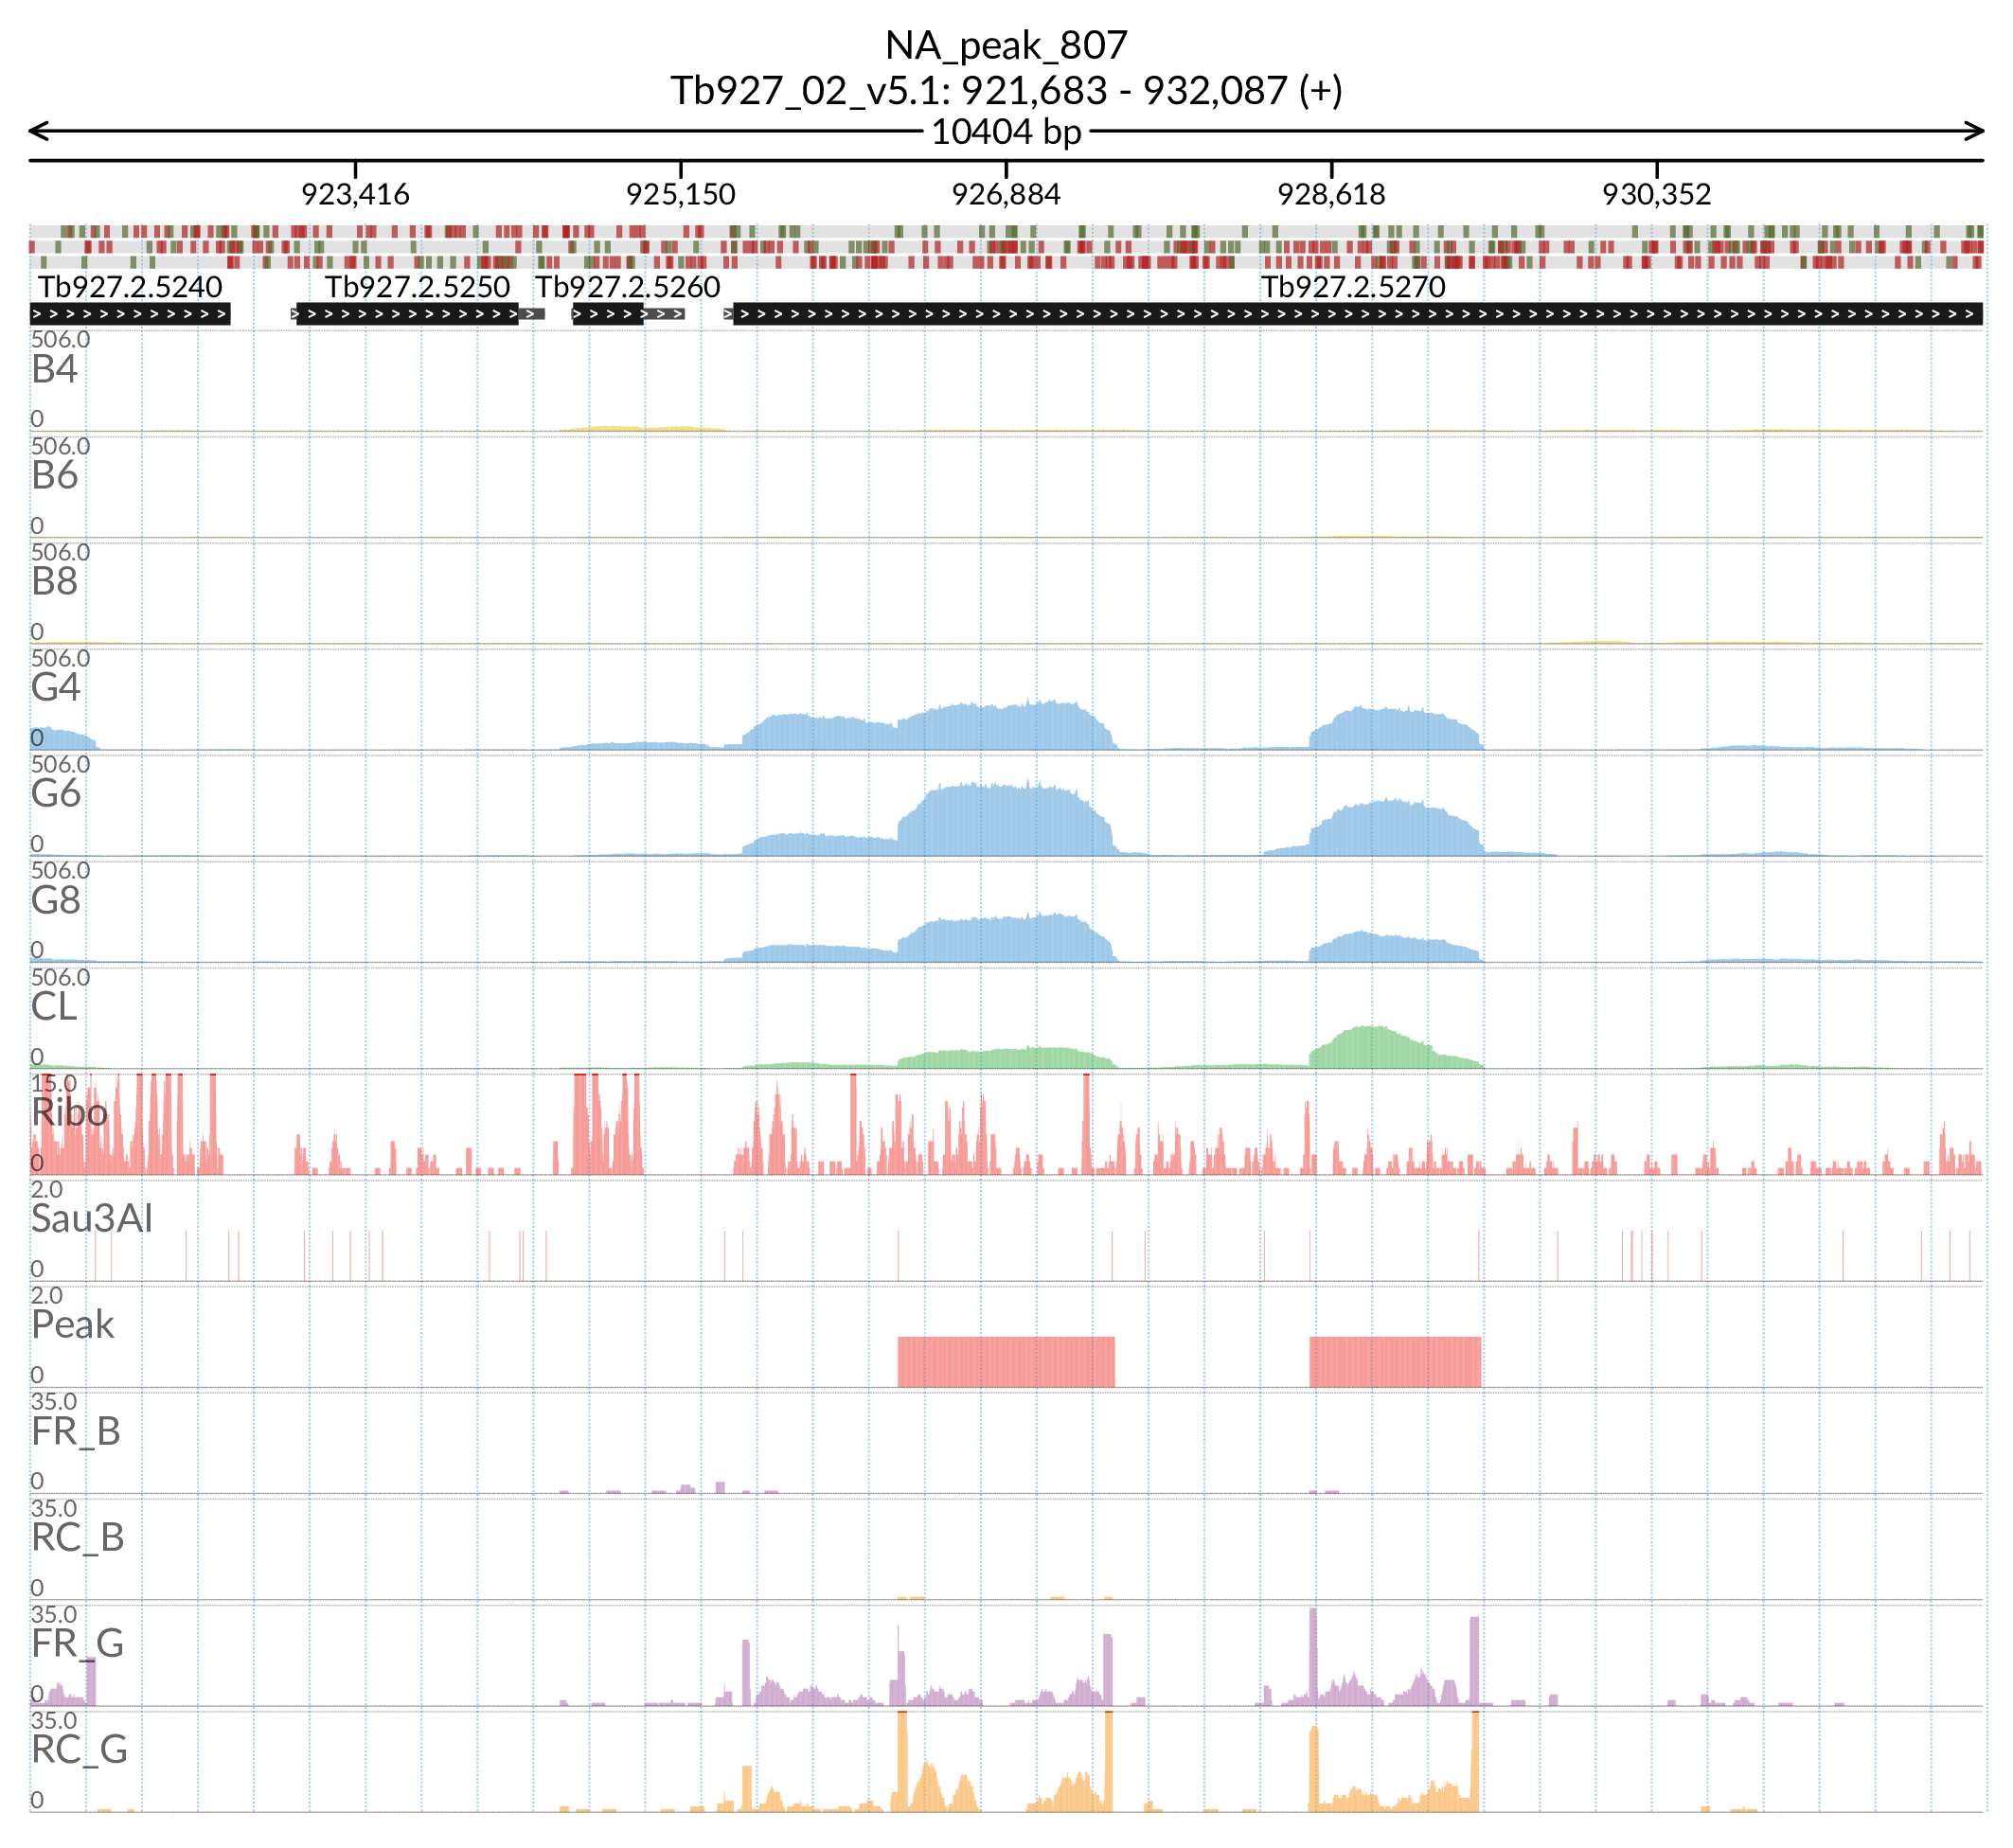 NA_peak_807
Tb927_02_v5.1: 921,683 - 932,087 (+)
10404 bp
923,416 925,150 926,884 928,618 930,352
Tb927.2.5240 Tb927.2.5250 Tb927.2.5260 Tb927.2.5270
506.0
B4
0
506.0
B6
0
506.0
B8
0
506.0
G4
0
506.0
G6
0
506.0
G8
0
506.0
CL
0
15.0
Ribo
0
2.0
Sau3AI
0
2.0
Peak
0
35.0
FR_B
0
35.0
RC_B
0
35.0
FR_G
0
35.0
RC_G
0